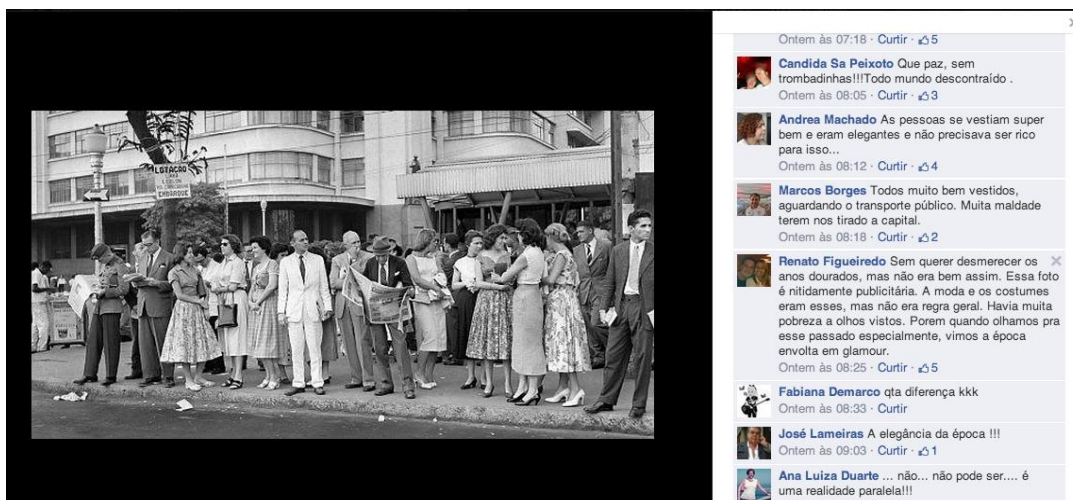 LOTAÇÃO
EMBARQUE
Ontem às 07:18 · Curtir · 5
Candida Sa Peixoto Que paz, sem
trombadinhas!!!Todo mundo descontraído .
Ontem às 08:05 · Curtir · 3
Andrea Machado As pessoas se vestiam super
bem e eram elegantes e não precisava ser rico
para isso...
Ontem às 08:12 · Curtir · 4
Marcos Borges Todos muito bem vestidos,
aguardando o transporte público. Muita maldade
terem nos tirado a capital.
Ontem às 08:18 · Curtir · 2
Renato Figueiredo Sem querer desmerecer os
anos dourados, mas não era bem assim. Essa foto
é nitidamente publicitária. A moda e os costumes
eram esses, mas não era regra geral. Havia muita
pobreza a olhos vistos. Porem quando olhamos pra
esse passado especialmente, vimos a época
envolta em glamour.
Ontem às 08:25 · Curtir · 5
Fabiana Demarco qta diferença kkk
Ontem às 08:33 · Curtir
José Lameiras A elegância da época !!!
Ontem às 09:03 · Curtir · 1
Ana Luiza Duarte ... não... não pode ser.... é
uma realidade paralela!!!